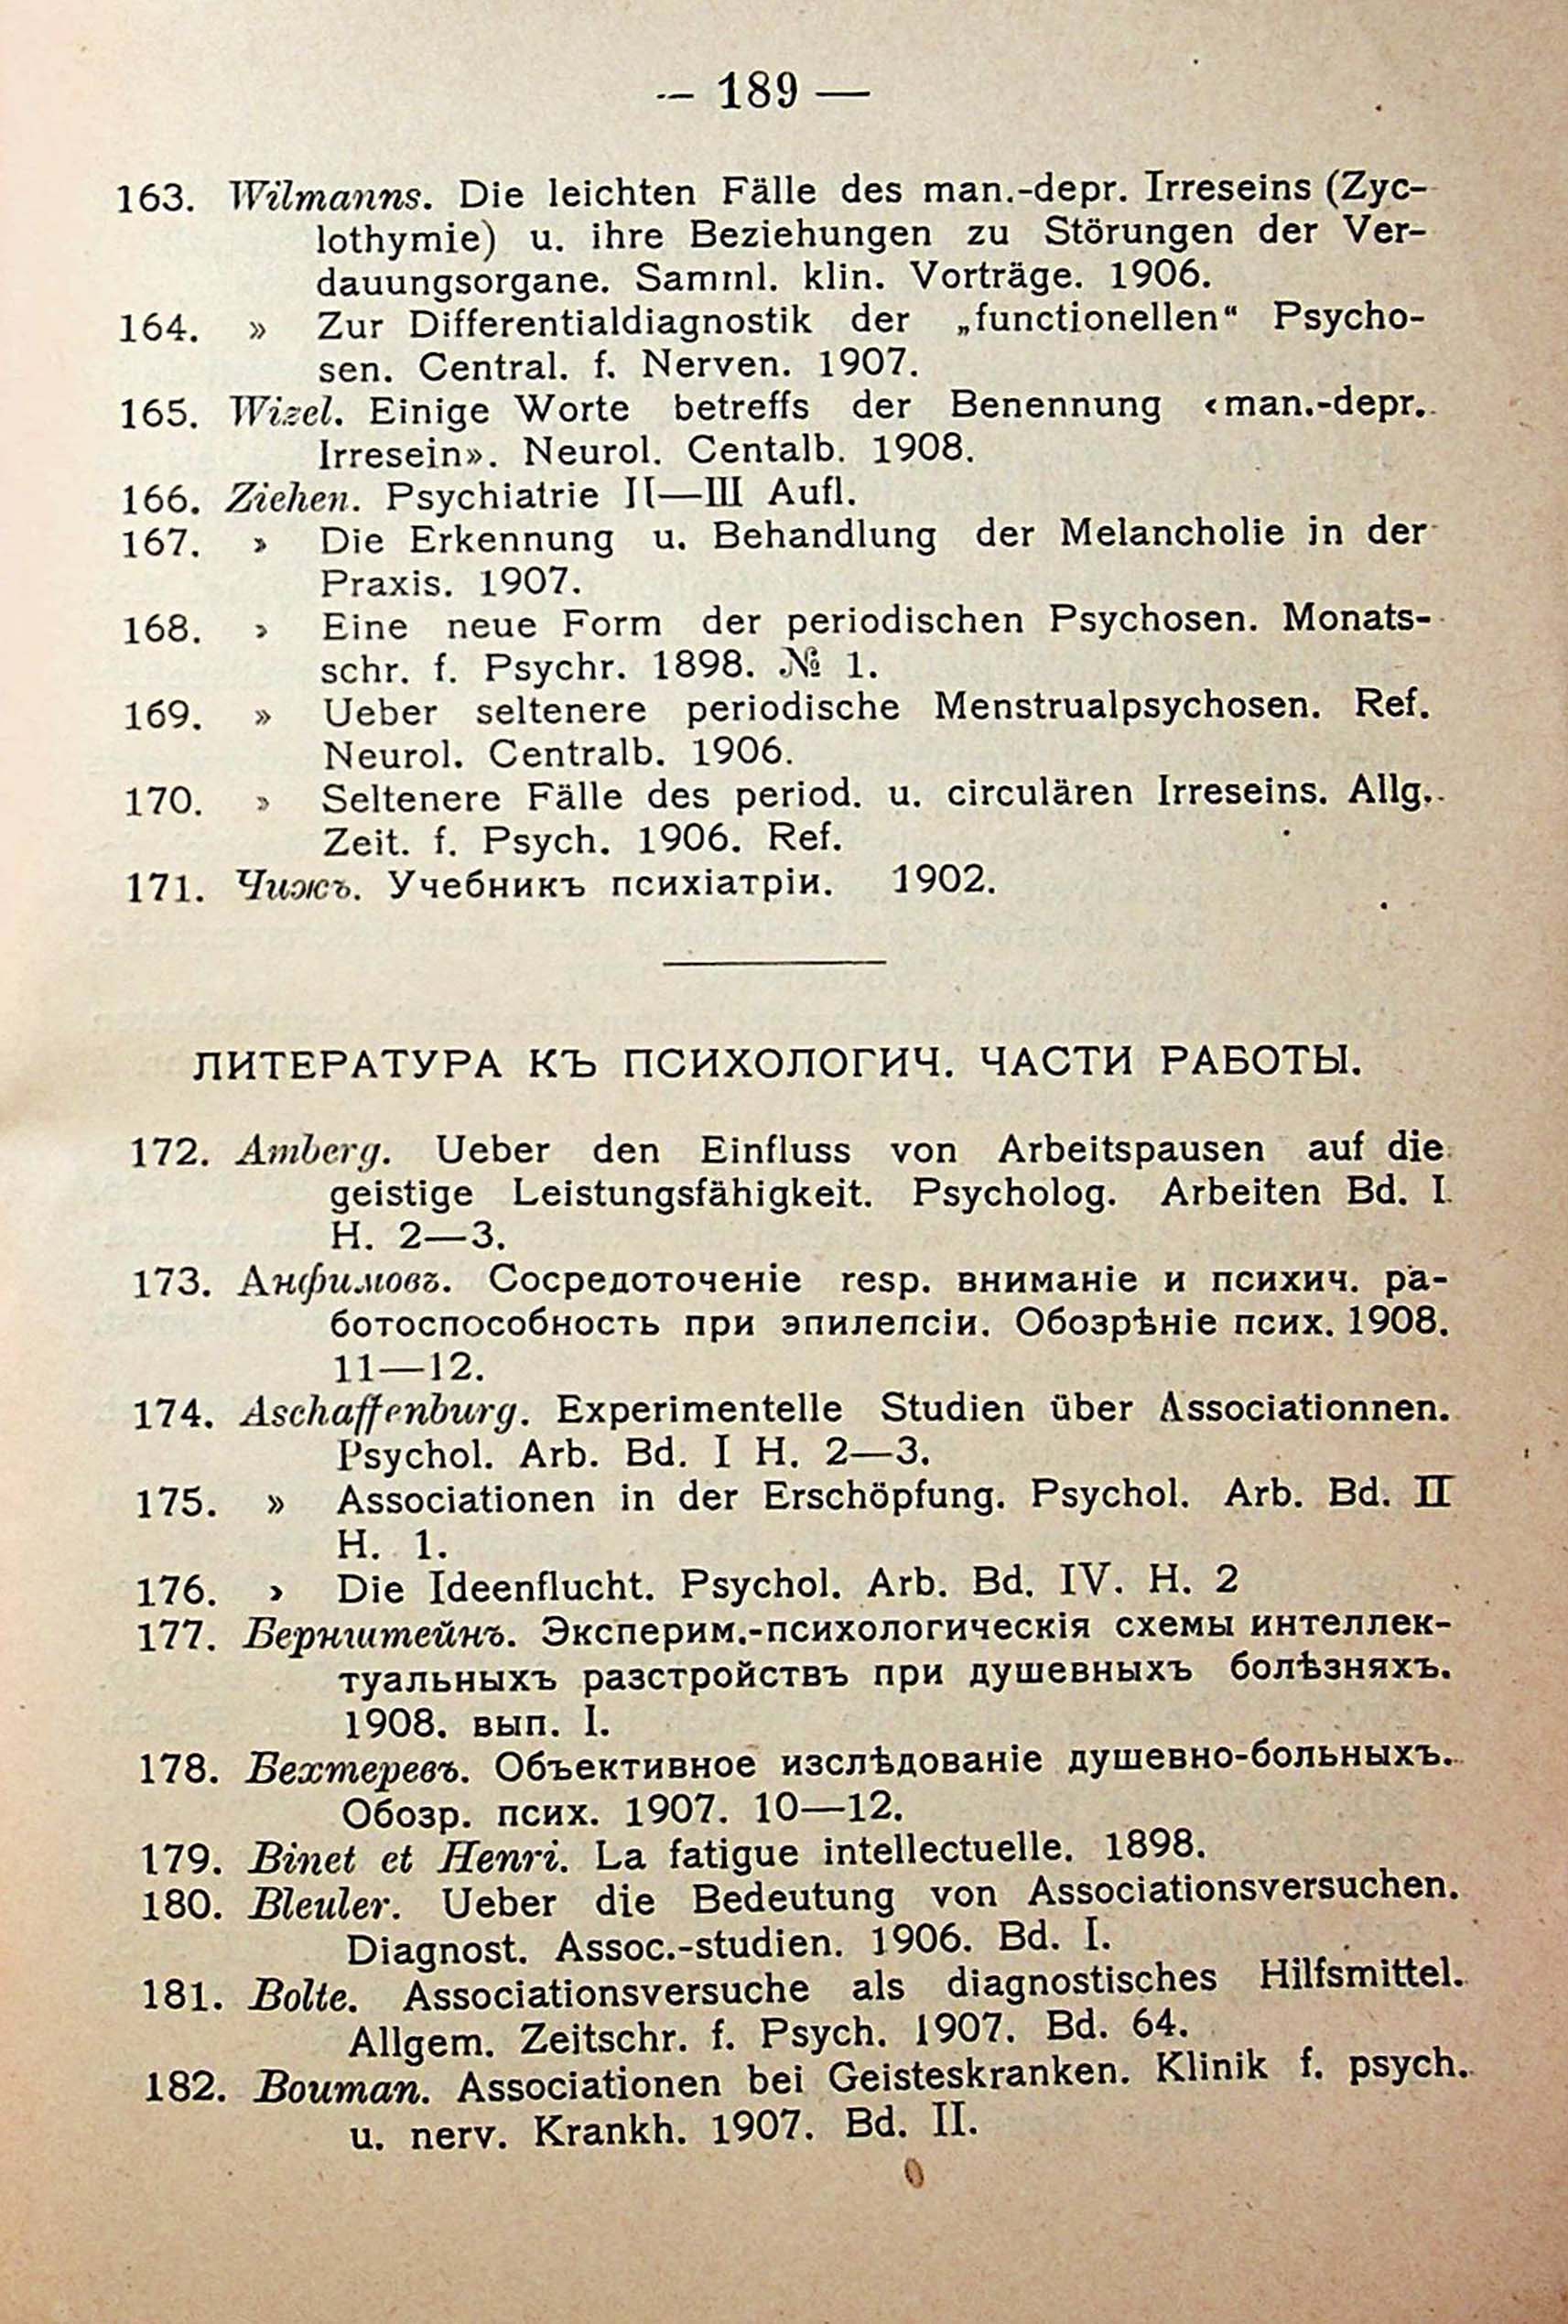 — 189 —
163. Wilmanns. Die leichten Fälle des man.-depr. Irreseins (Zyc-
lothymie) u. ihre Beziehungen zu Störungen der Ver-
dauungsorgane. Samml. klin. Vorträge. 1906.
164. » Zur Differentialdiagnostik der „functionellen“ Psycho-
sen. Central. f. Nerven. 1907.
165. Wizel. Einige Worte betreffs der Benennung «man.-depr.
Irresein». Neurol. Centalb. 1908.
166. Ziehen. Psychiatrie II—III Aufl.
167. » Die Erkennung u. Behandlung der Melancholie in der
Praxis. 1907.
168. » Eine neue Form der periodischen Psychosen. Monats-
schr. f. Psychr. 1898. № 1.
169. » Ueber seltenere periodische Menstrualpsychosen. Ref.
Neurol. Centralb. 1906.
170. » Seltenere Fälle des period. u. circulären Irreseins. Allg.
Zeit. f. Psych. 1906. Ref.
171. Чижъ. Учебникъ психіатріи. 1902.
ЛИТЕРАТУРА КЪ ПСИХОЛОГИЧ. ЧАСТИ РАБОТЫ.
172. Amberg. Ueber den Einfluss von Arbeitspausen auf die
geistige Leistungsfähigkeit. Psycholog. Arbeiten Bd. I.
H. 2—3.
173. Анфимовъ. Сосредоточеніе resp. вниманіе и психич. ра-
ботоспособность при эпилепсіи. Обозрѣніе псих. 1908.
11—12.
174. Aschaffenburg. Experimentelle Studien über Associationnen.
Psychol. Arb. Bd. I H. 2—3.
175. » Associationen in der Erschöpfung. Psychol. Arb. Bd. II
H. 1.
176. » Die Ideenflucht. Psychol. Arb. Bd. IV. H. 2
177. Бернштейнъ. Эксперим.-психологическія схемы интеллек-
туальныхъ разстройствъ при душевныхъ болѣзняхъ.
1908. вып. I.
178. Бехтеревъ. Объективное изслѣдованіе душевно-больныхъ.
Обозр. псих. 1907. 10—12.
179. Binet et Henri. La fatigue intellectuelle. 1898.
180. Bleuler. Ueber die Bedeutung von Associationsversuchen.
Diagnost. Assoc.-studien. 1906. Bd. I.
181. Bolte. Associationsversuche als diagnostisches Hilfsmittel.
Allgem. Zeitschr. f. Psych. 1907. Bd. 64.
182. Bouman. Associationen bei Geisteskranken. Klinik f. psych.
u. nerv. Krankh. 1907. Bd. II.